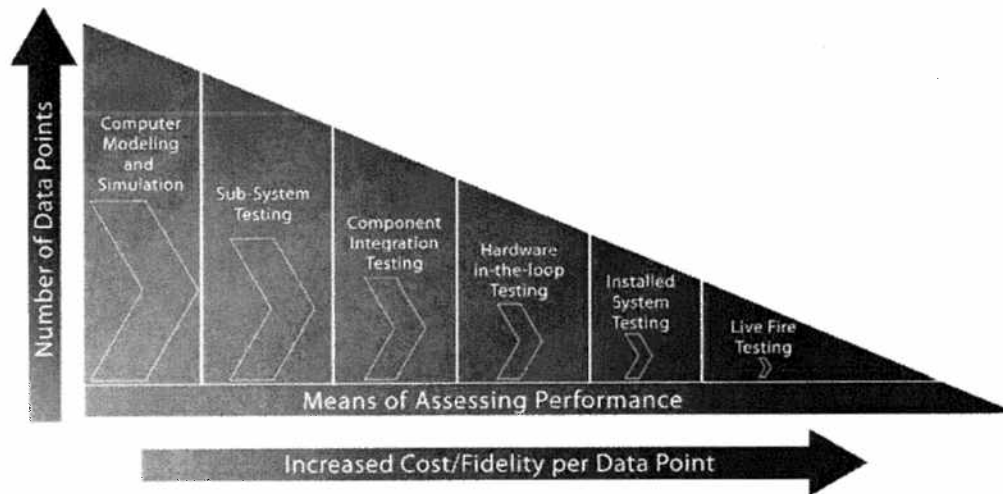 Number of Data Points
Computer
Modeling
and
Simulation
Sub-System
Testing
Component
Integration
Testing
Hardware
in-the-loop
Testing
Installed
System
Testing
Live Fire
Testing
Means of Assessing Performance
Increased Cost/Fidelity per Data Point